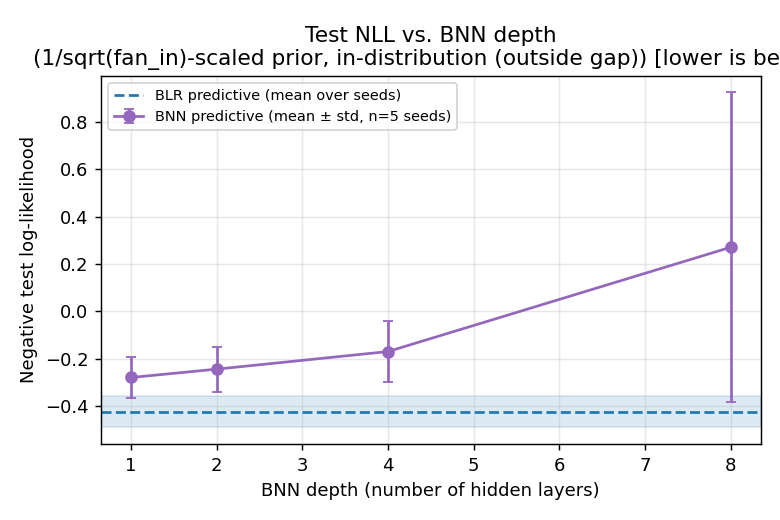 Test NLL vs. BNN depth
(1/sqrt(fan_in)-scaled prior, in-distribution (outside gap)) [lower is be
BLR predictive (mean over seeds)
BNN predictive (mean ± std, n=5 seeds)
Negative test log-likelihood
0.8
0.6
0.4
0.2
0.0
−0.2
−0.4
1 2 3 4 5 6 7 8
BNN depth (number of hidden layers)